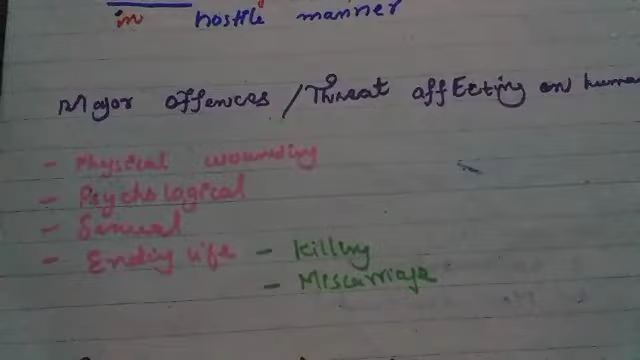 in hostile manner
Major offences / Threat affecting on human
- Physical wounding
- Psychological
- Sexual
- Ending life - Killing
- Miscarriage